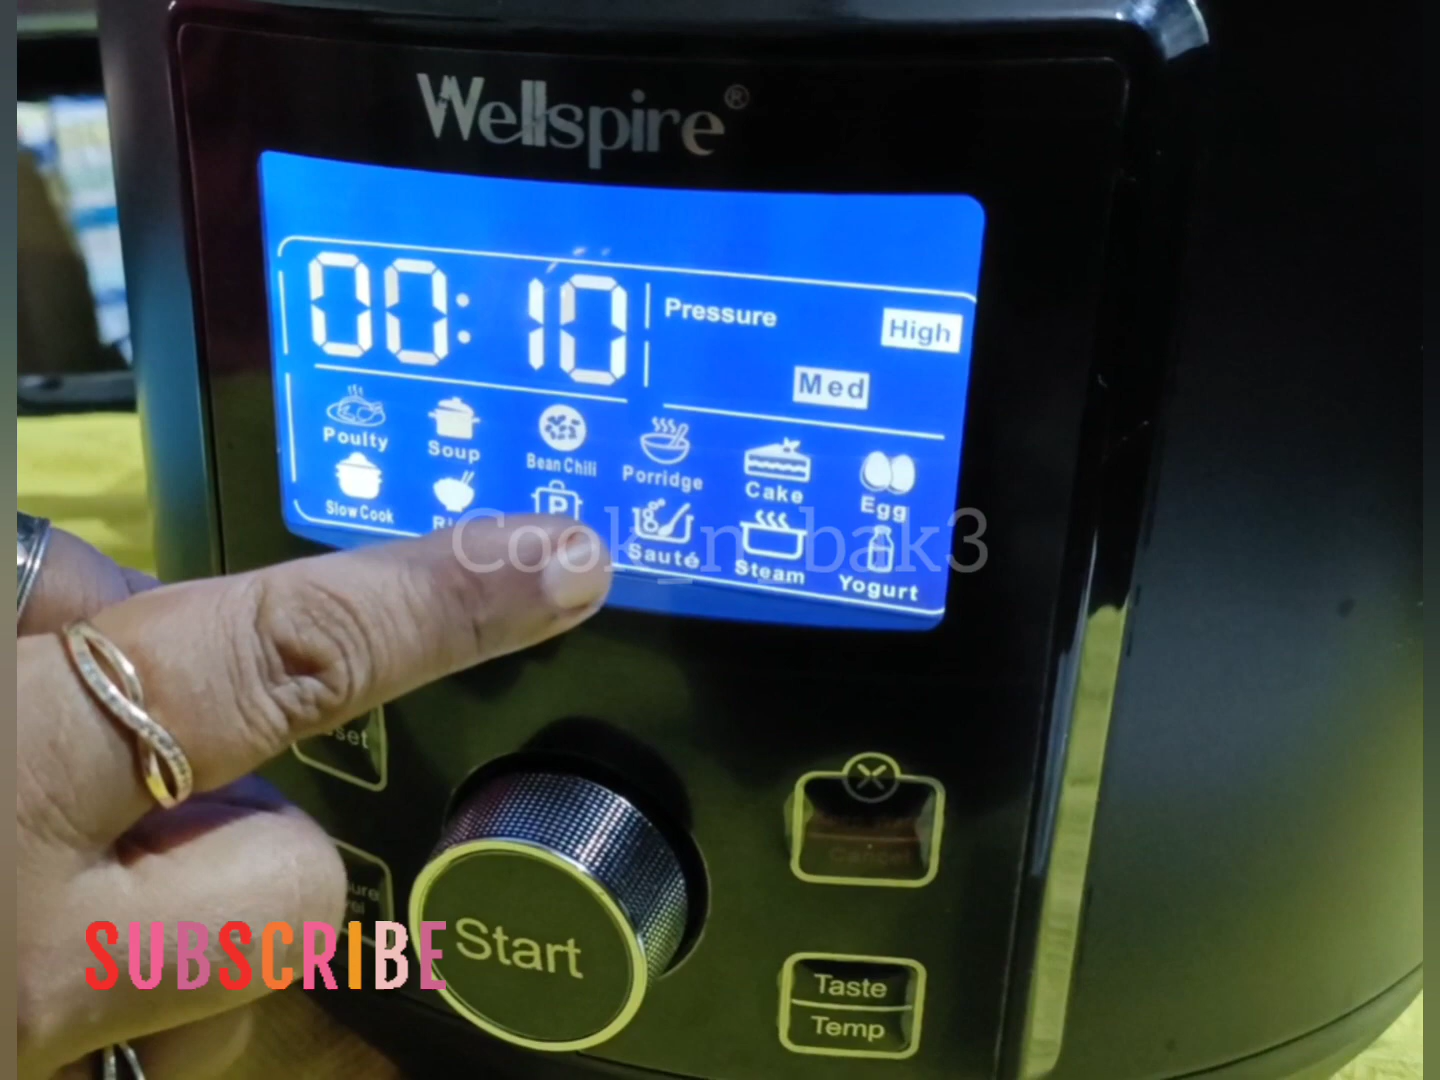 Wellspire®
00:10
Pressure
High
Med
Poulty
Soup
Bean Chili
Porridge
Cake
Egg
Slow Cook
P
Sauté
Steam
Yogurt
Cook_n_bak3
Cancel
SUBSCRIBE
Start
Taste
Temp